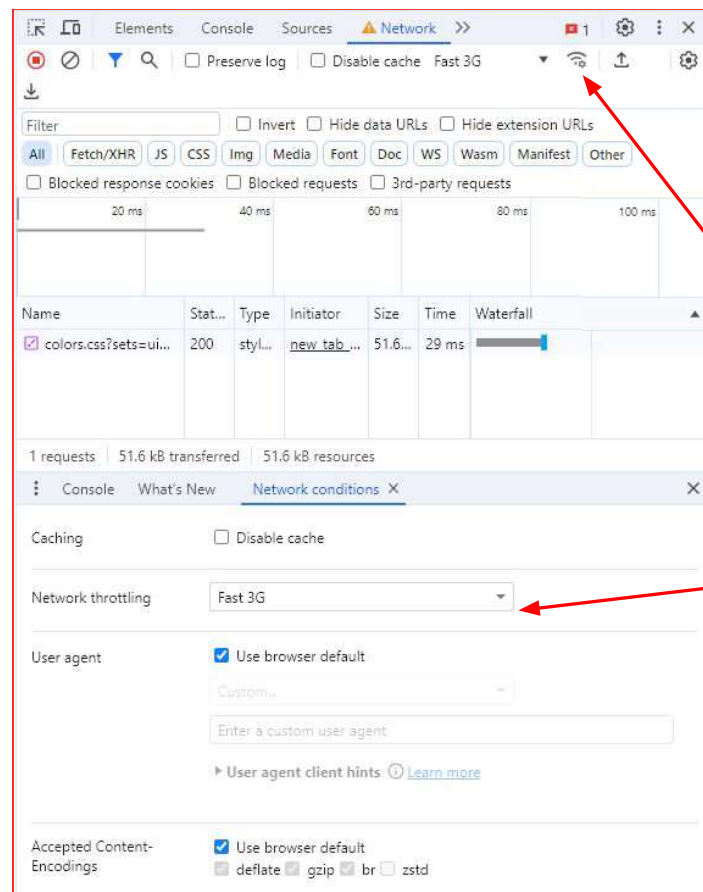 Elements Console Sources Network 1
Preserve log Disable cache Fast 3G
Filter Invert Hide data URLs Hide extension URLs
All Fetch/XHR JS CSS Img Media Font Doc WS Wasm Manifest Other
Blocked response cookies Blocked requests 3rd-party requests
20 ms 40 ms 60 ms 80 ms 100 ms
Name Stat... Type Initiator Size Time Waterfall
colors.css?sets=ui... 200 styl... new_tab_... 51.6... 29 ms
1 requests 51.6 kB transferred 51.6 kB resources
Console What's New Network conditions
Caching Disable cache
Network throttling Fast 3G
User agent Use browser default
Custom...
Enter a custom user agent
User agent client hints Learn more
Accepted Content- Use browser default
Encodings deflate gzip br zstd